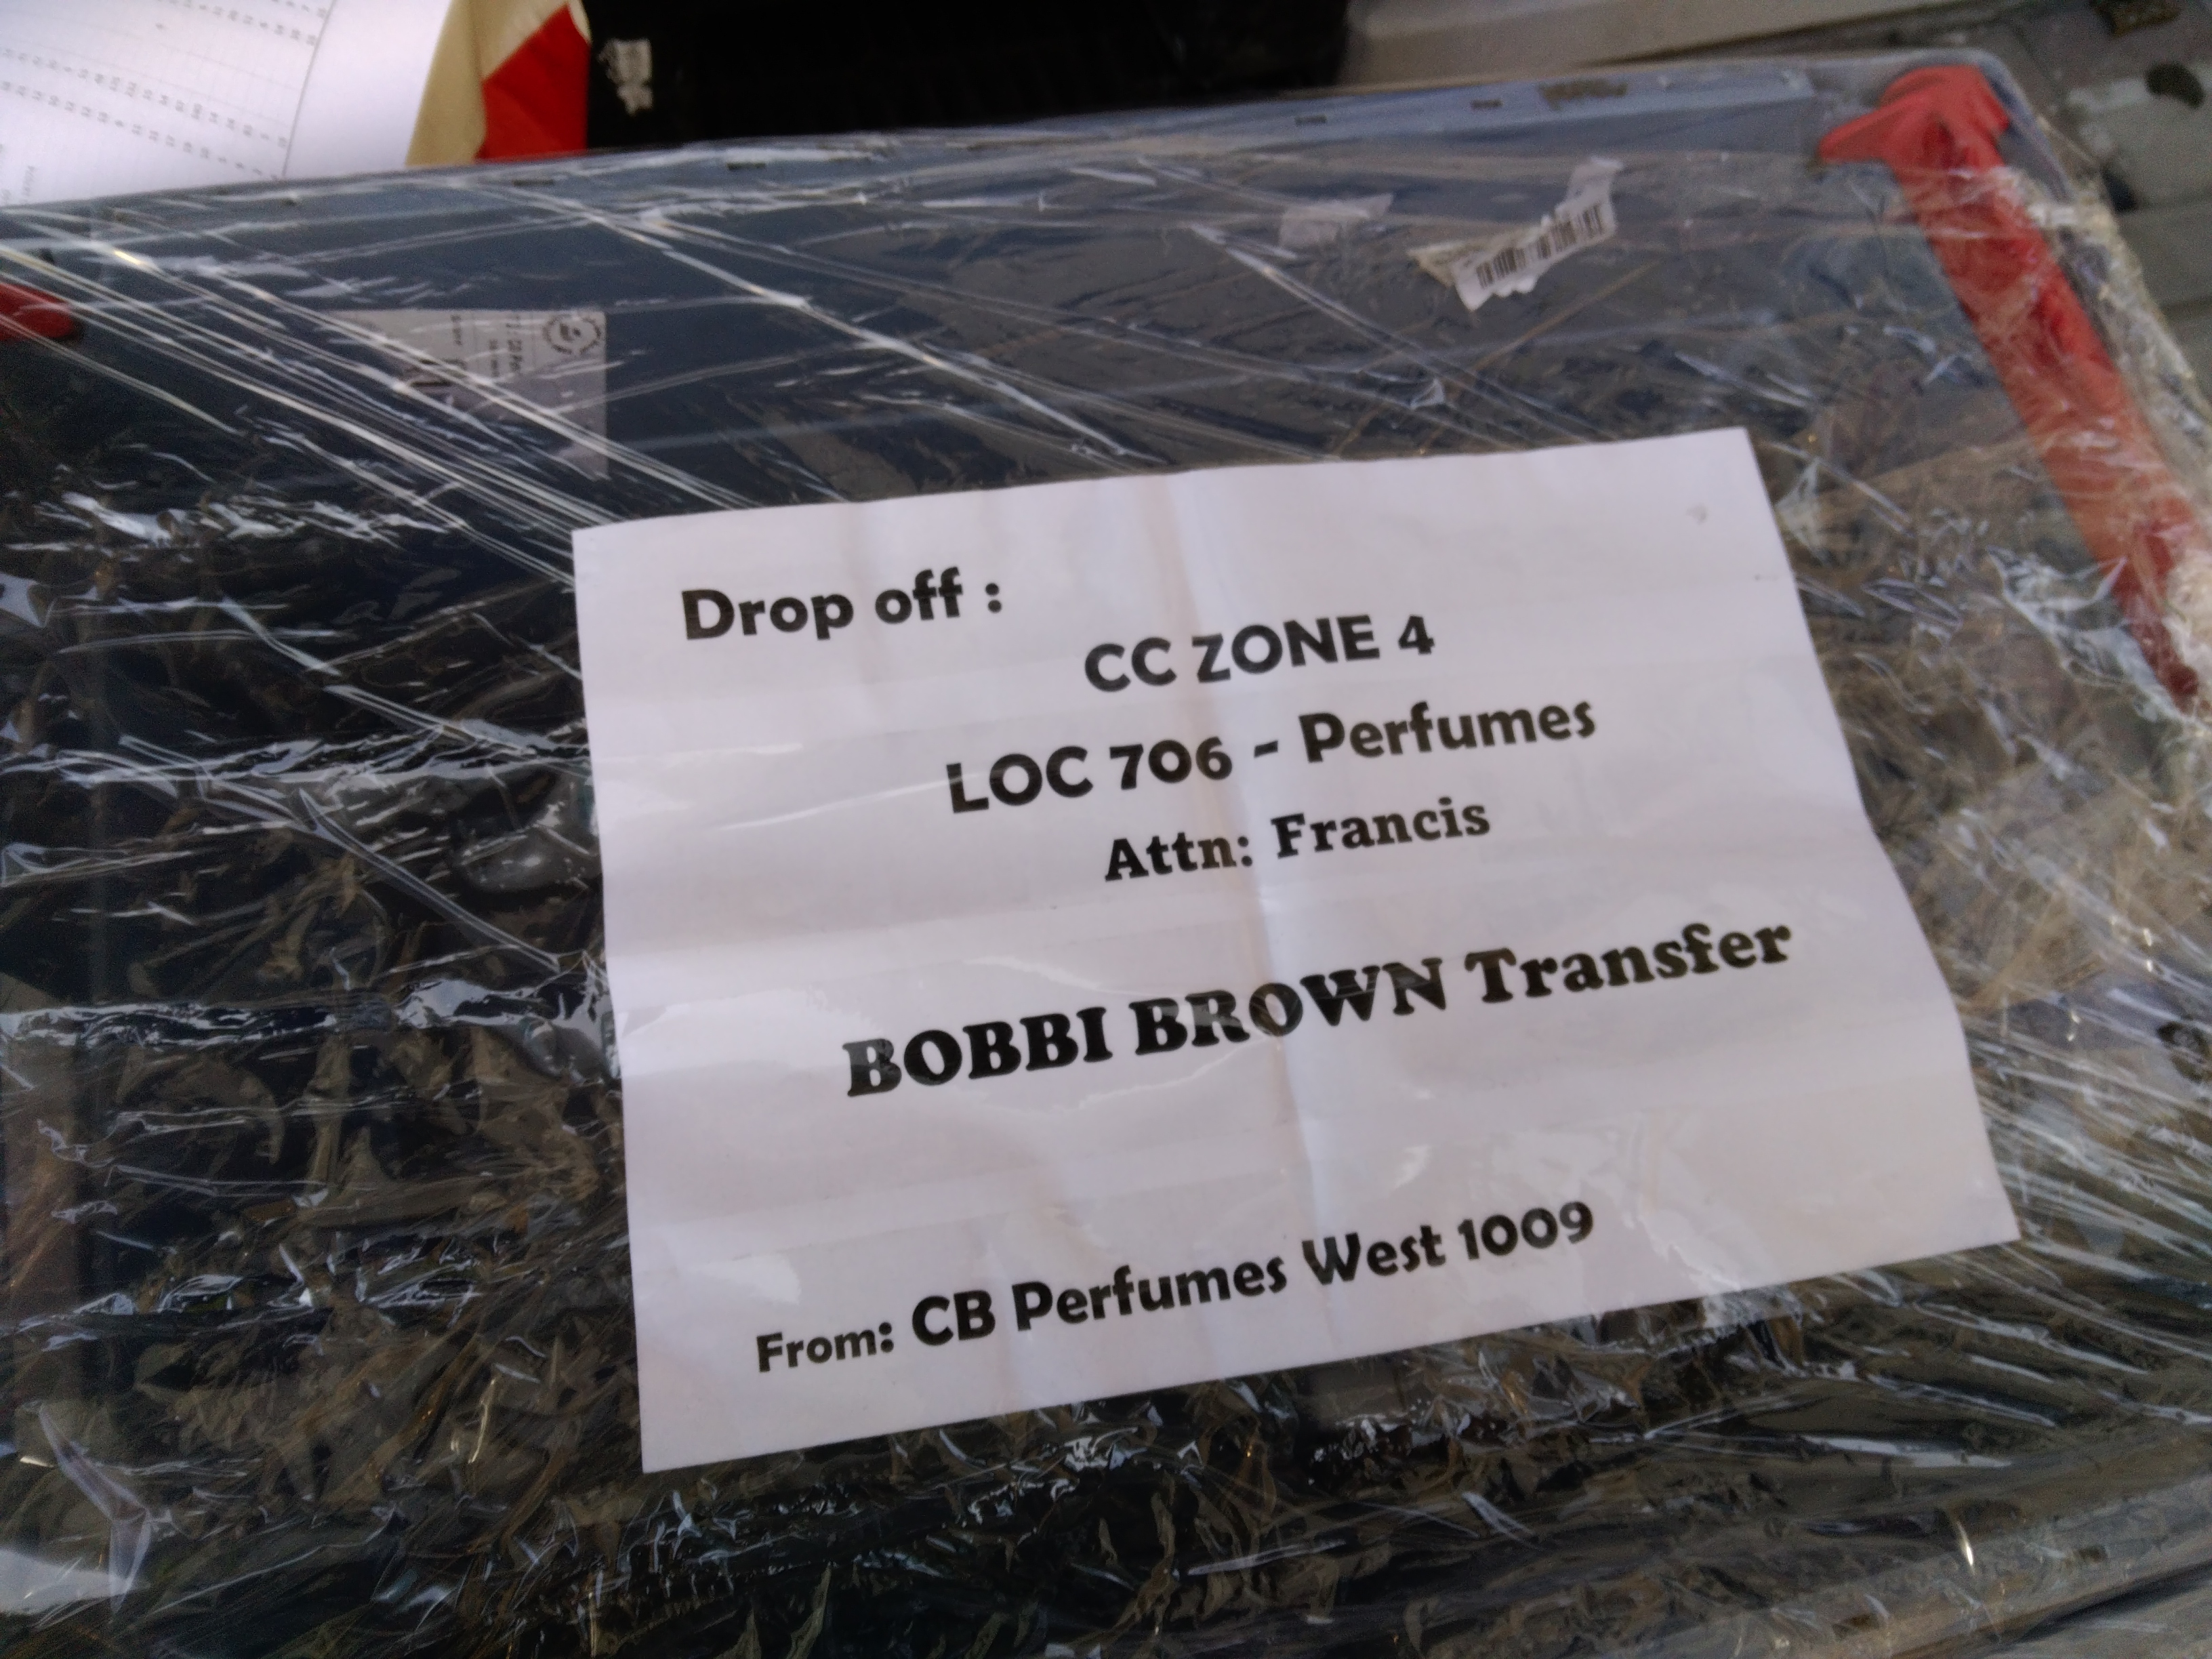 Drop off :
CC ZONE 4
LOC 706 - Perfumes
Attn: Francis
BOBBI BROWN Transfer
From: CB Perfumes West 1009